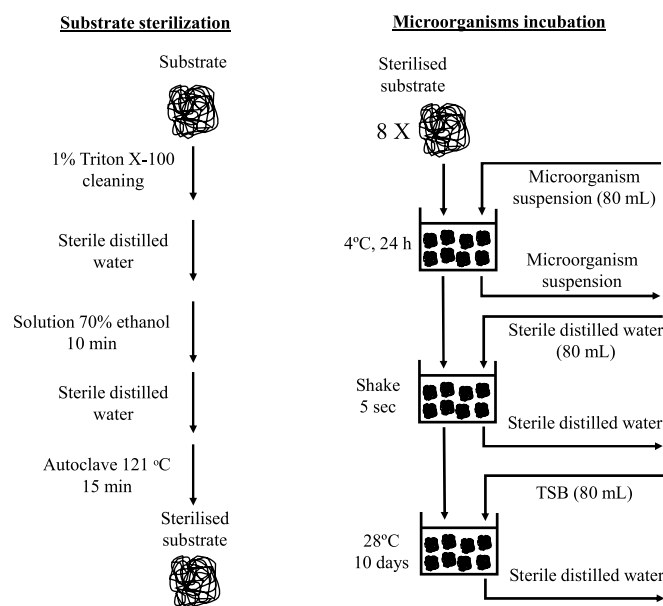 Substrate sterilization
Substrate
1% Triton X-100
cleaning
Sterile distilled
water
Solution 70% ethanol
10 min
Sterile distilled
water
Autoclave 121 ºC
15 min
Sterilised
substrate
Microorganisms incubation
Sterilised
substrate
8 X
Microorganism
suspension (80 mL)
4ºC, 24 h
Microorganism
suspension
Sterile distilled water
(80 mL)
Shake
5 sec
Sterile distilled water
TSB (80 mL)
28ºC
10 days
Sterile distilled water